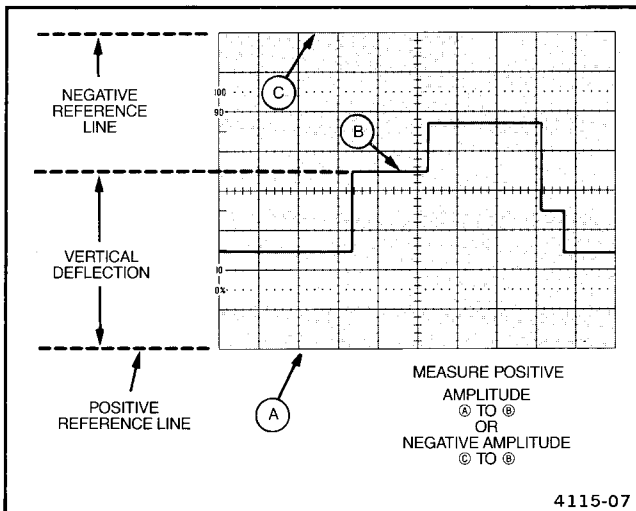 NEGATIVE
REFERENCE
LINE
C
100
90
B
VERTICAL
DEFLECTION
10
0%
POSITIVE
REFERENCE LINE
A
MEASURE POSITIVE
AMPLITUDE
Ⓐ TO Ⓑ
OR
NEGATIVE AMPLITUDE
Ⓒ TO Ⓑ
4115-07